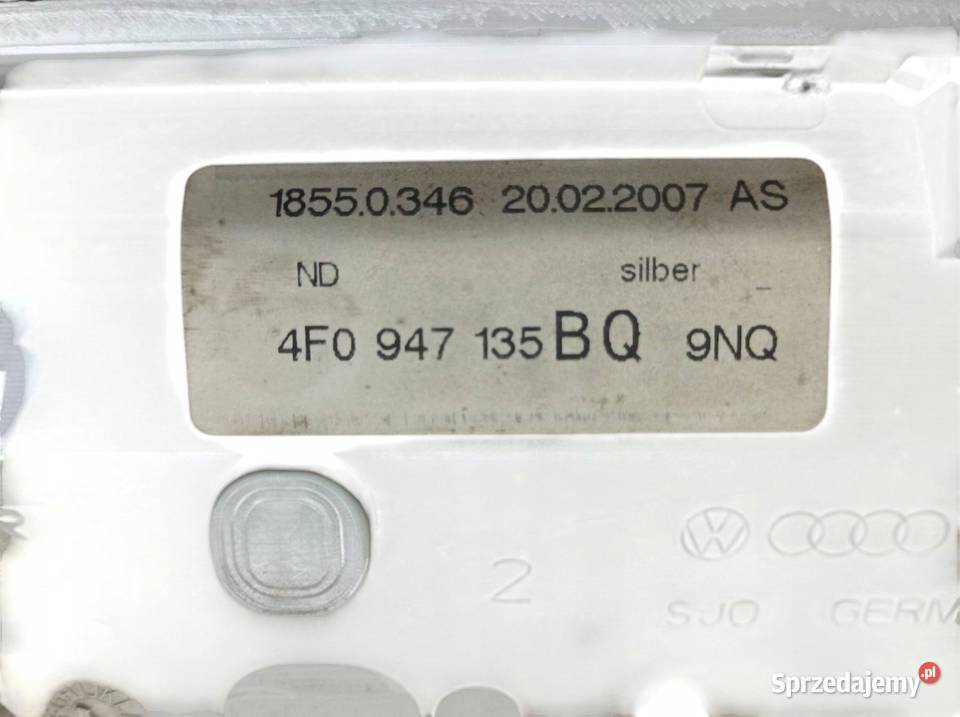 1855.0.346 20.02.2007 AS
ND silber _
4F0 947 135 BQ 9NQ
2
SJO GERM
Sprzedajemy.pl